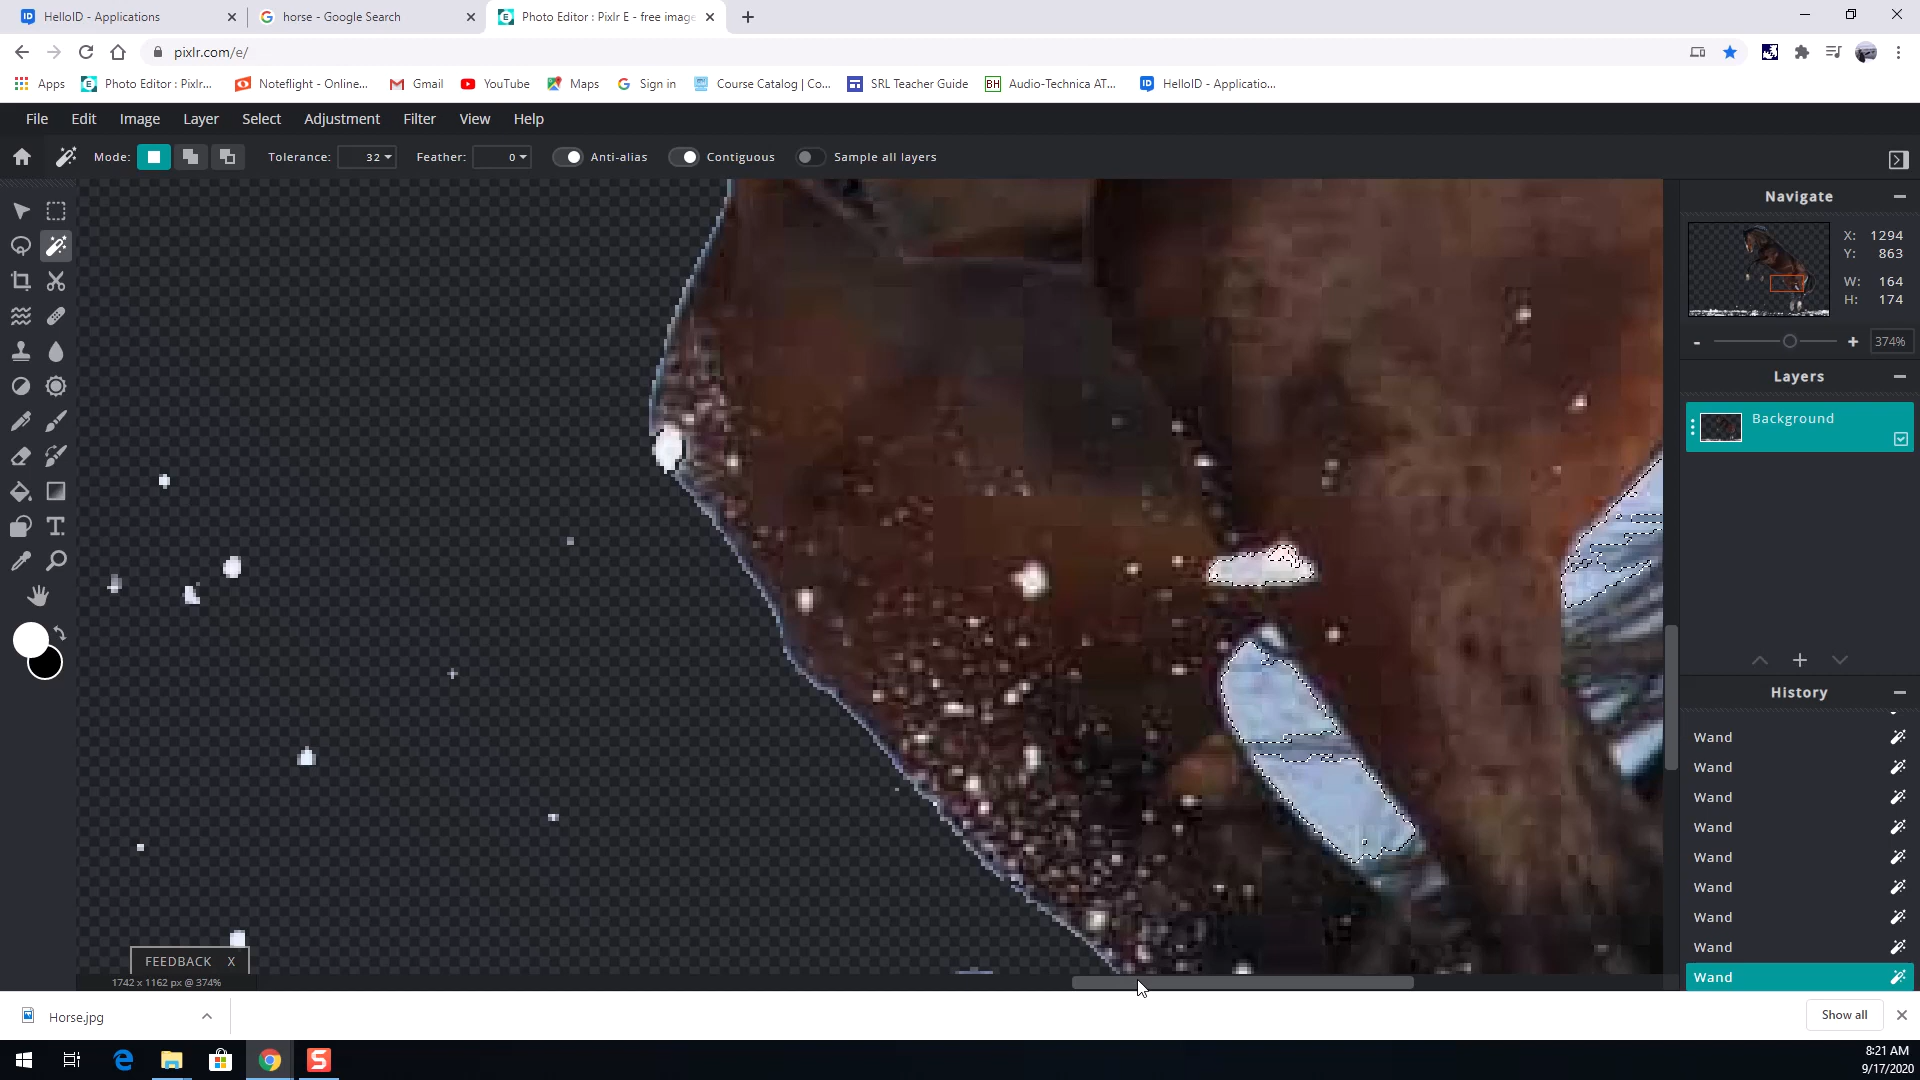 HelloID - Applications
horse - Google Search
Photo Editor : Pixlr E - free image
pixlr.com/e/
Apps
Photo Editor : Pixlr...
Noteflight - Online...
Gmail
YouTube
Maps
Sign in
Course Catalog | Co...
SRL Teacher Guide
BH
Audio-Technica AT...
HelloID - Applicatio...
File
Edit
Image
Layer
Select
Adjustment
Filter
View
Help
Mode:
Tolerance: 32
Feather: 0
Anti-alias
Contiguous
Sample all layers
Navigate
X: 1294
Y: 863
W: 164
H: 174
374%
Layers
Background
History
Wand
Wand
Wand
Wand
Wand
Wand
Wand
Wand
Wand
FEEDBACK X
1742 x 1162 px @ 374%
Horse.jpg
Show all
8:21 AM
9/17/2020